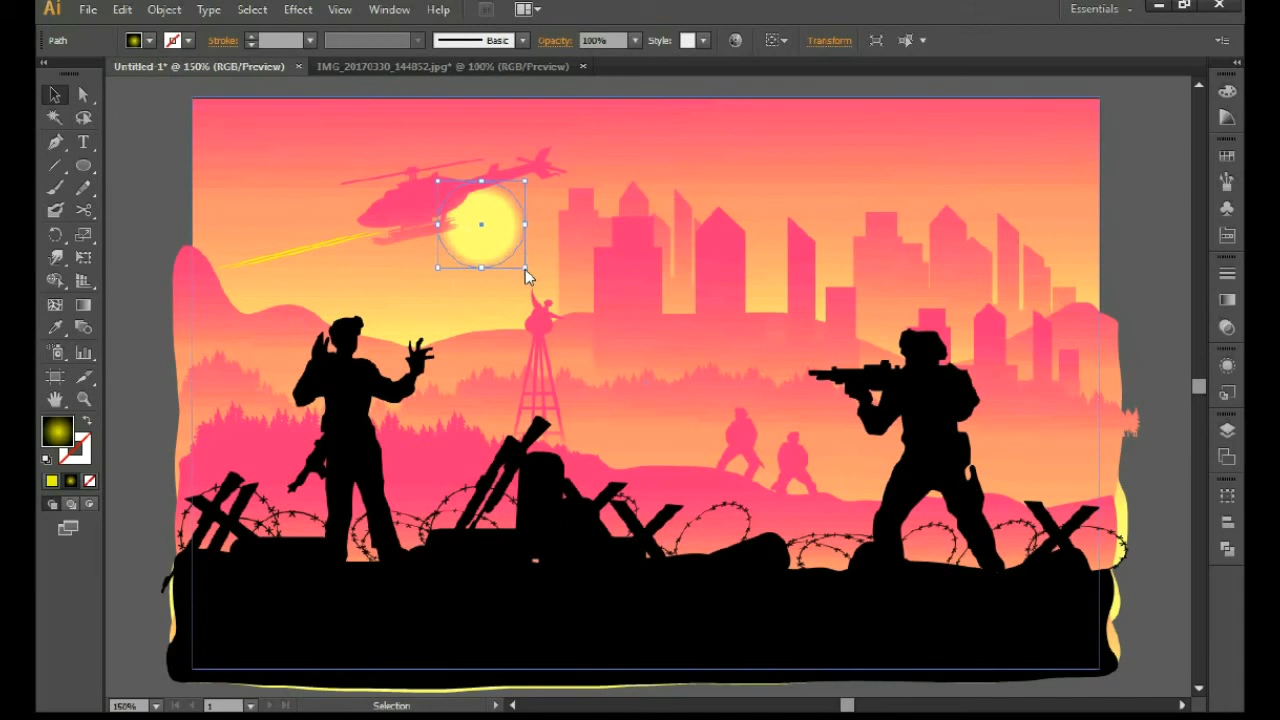 Ai File Edit Object Type Select Effect View Window Help Essentials
Path Stroke: Basic Opacity: 100% Style: Transform
Untitled-1* @ 150% (RGB/Preview) × IMG_20170330_144852.jpg* @ 100% (RGB/Preview) ×
150% 1 Selection